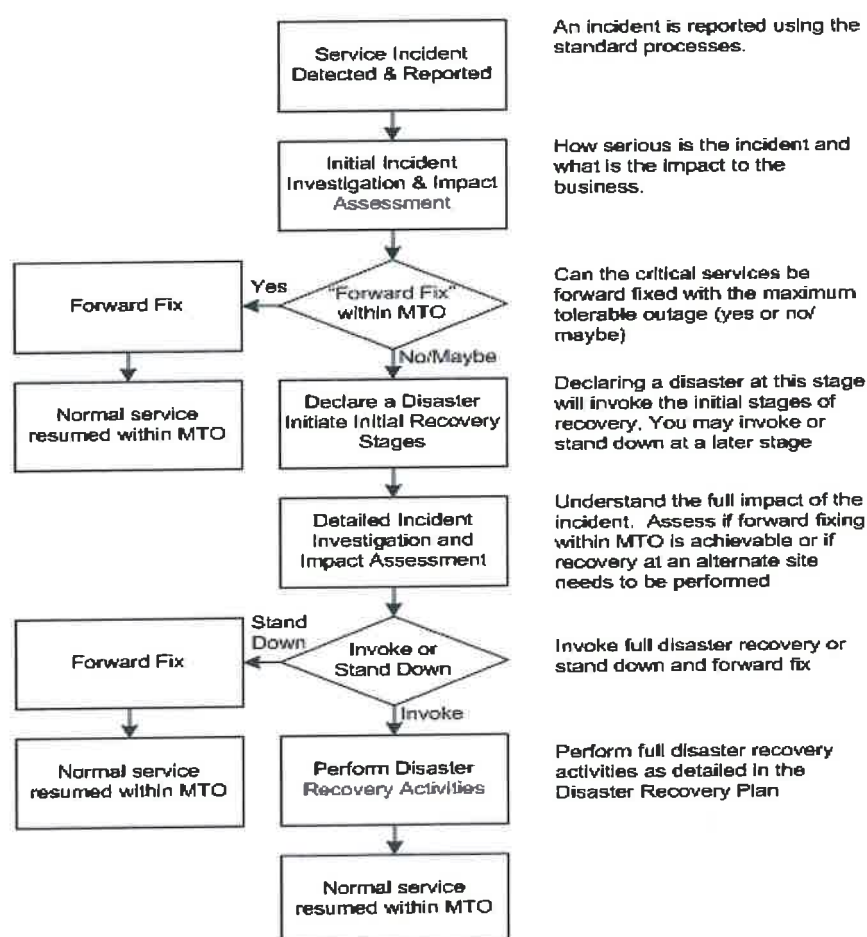 Service Incident
Detected & Reported
An incident is reported using the
standard processes.
Initial Incident
Investigation & Impact
Assessment
How serious is the incident and
what is the impact to the
business.
Forward Fix
Yes
"Forward Fix"
within MTO
No/Maybe
Can the critical services be
forward fixed with the maximum
tolerable outage (yes or no/
maybe)
Normal service
resumed within MTO
Declare a Disaster
Initiate Initial Recovery
Stages
Declaring a disaster at this stage
will invoke the initial stages of
recovery. You may invoke or
stand down at a later stage
Detailed Incident
Investigation and
Impact Assessment
Understand the full impact of the
incident. Assess if forward fixing
within MTO is achievable or if
recovery at an alternate site
needs to be performed
Forward Fix
Stand
Down
Invoke or
Stand Down
Invoke
Invoke full disaster recovery or
stand down and forward fix
Normal service
resumed within MTO
Perform Disaster
Recovery Activities
Perform full disaster recovery
activities as detailed in the
Disaster Recovery Plan
Normal service
resumed within MTO